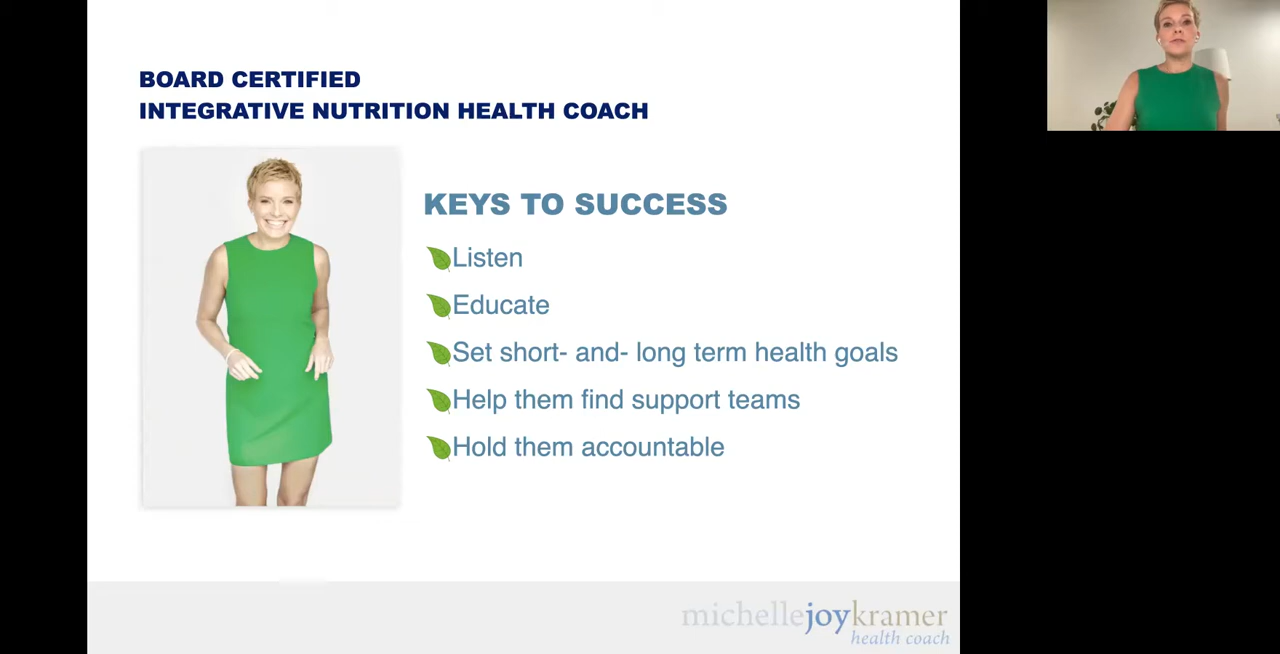 BOARD CERTIFIED
INTEGRATIVE NUTRITION HEALTH COACH
KEYS TO SUCCESS
Listen
Educate
Set short- and- long term health goals
Help them find support teams
Hold them accountable
michellejoykramer
health coach